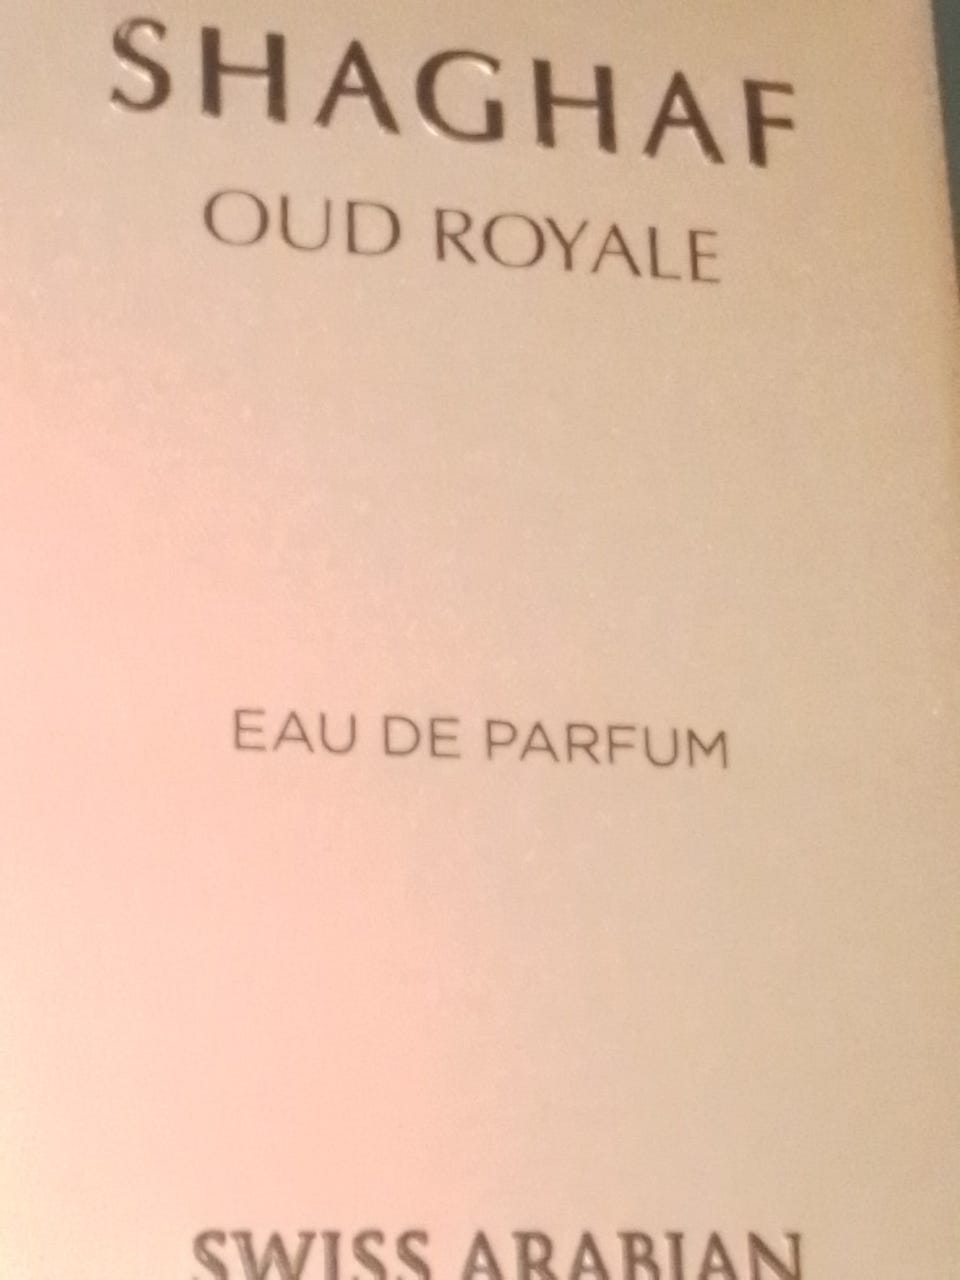 SHAGHAF
OUD ROYALE
EAU DE PARFUM
SWISS ARABIAN